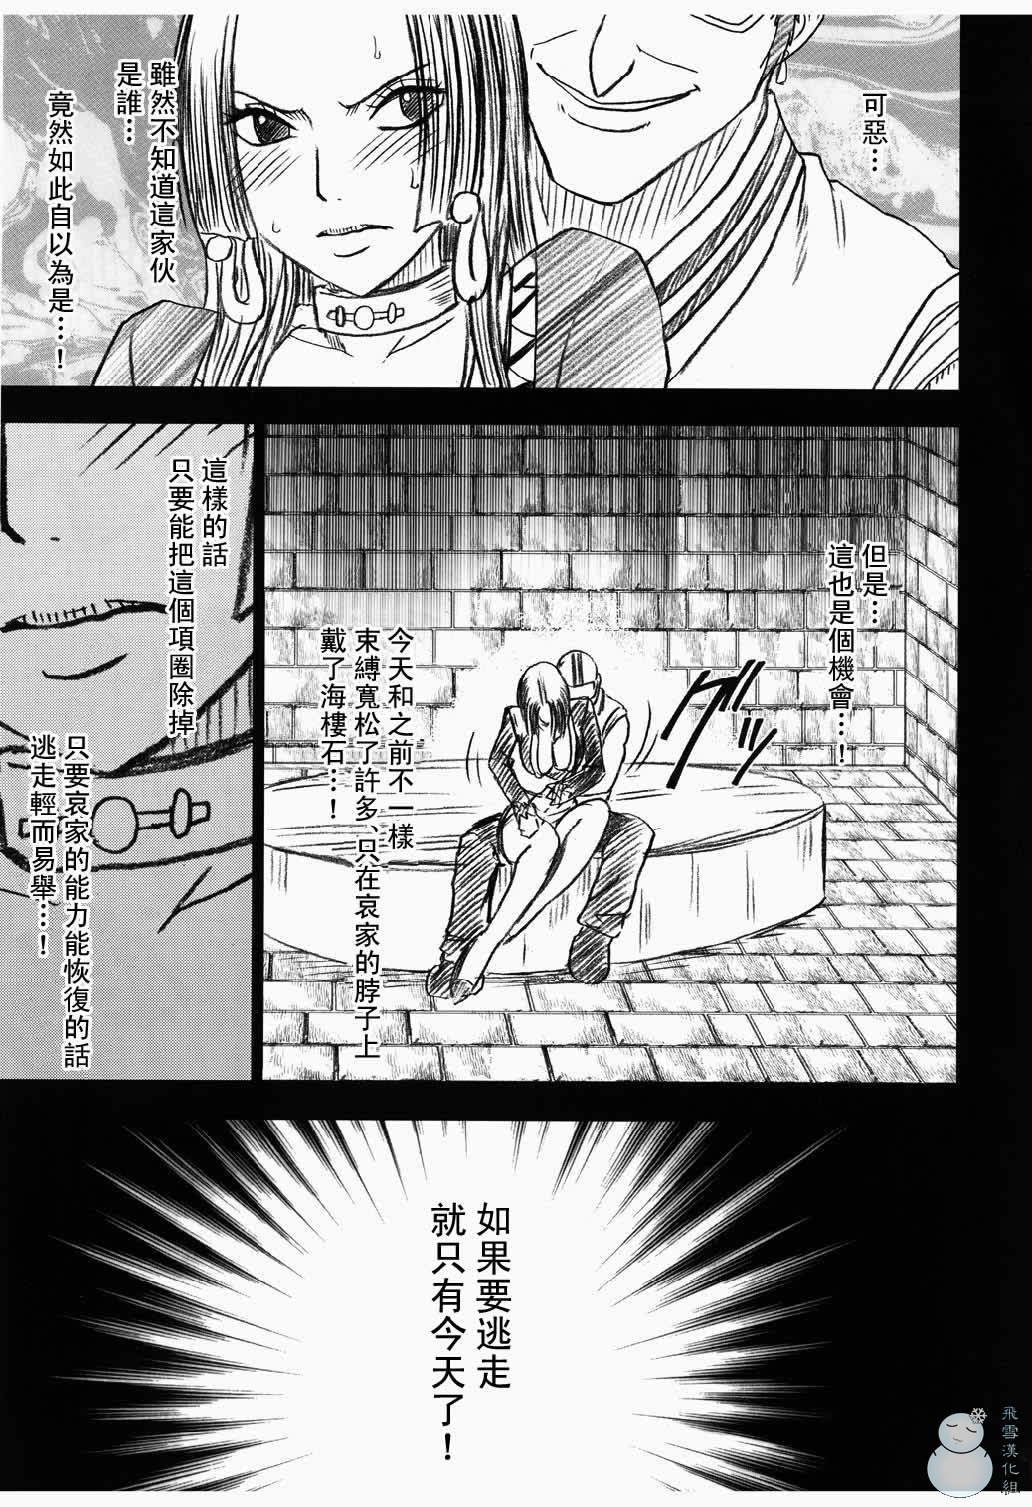 可惡…
雖然不知道這家伙
是誰…
竟然如此自以為是…！
但是…
這也是個機會…！
グググッ
今天和之前不一樣
束縛寬松了許多、只在哀家的脖子上
戴了海樓石…！
這樣的話
只要能把這個項圈除掉
只要哀家的能力能恢復的話
逃走輕而易舉…！
如果要逃走
就只有今天了！
飛雪漢化組